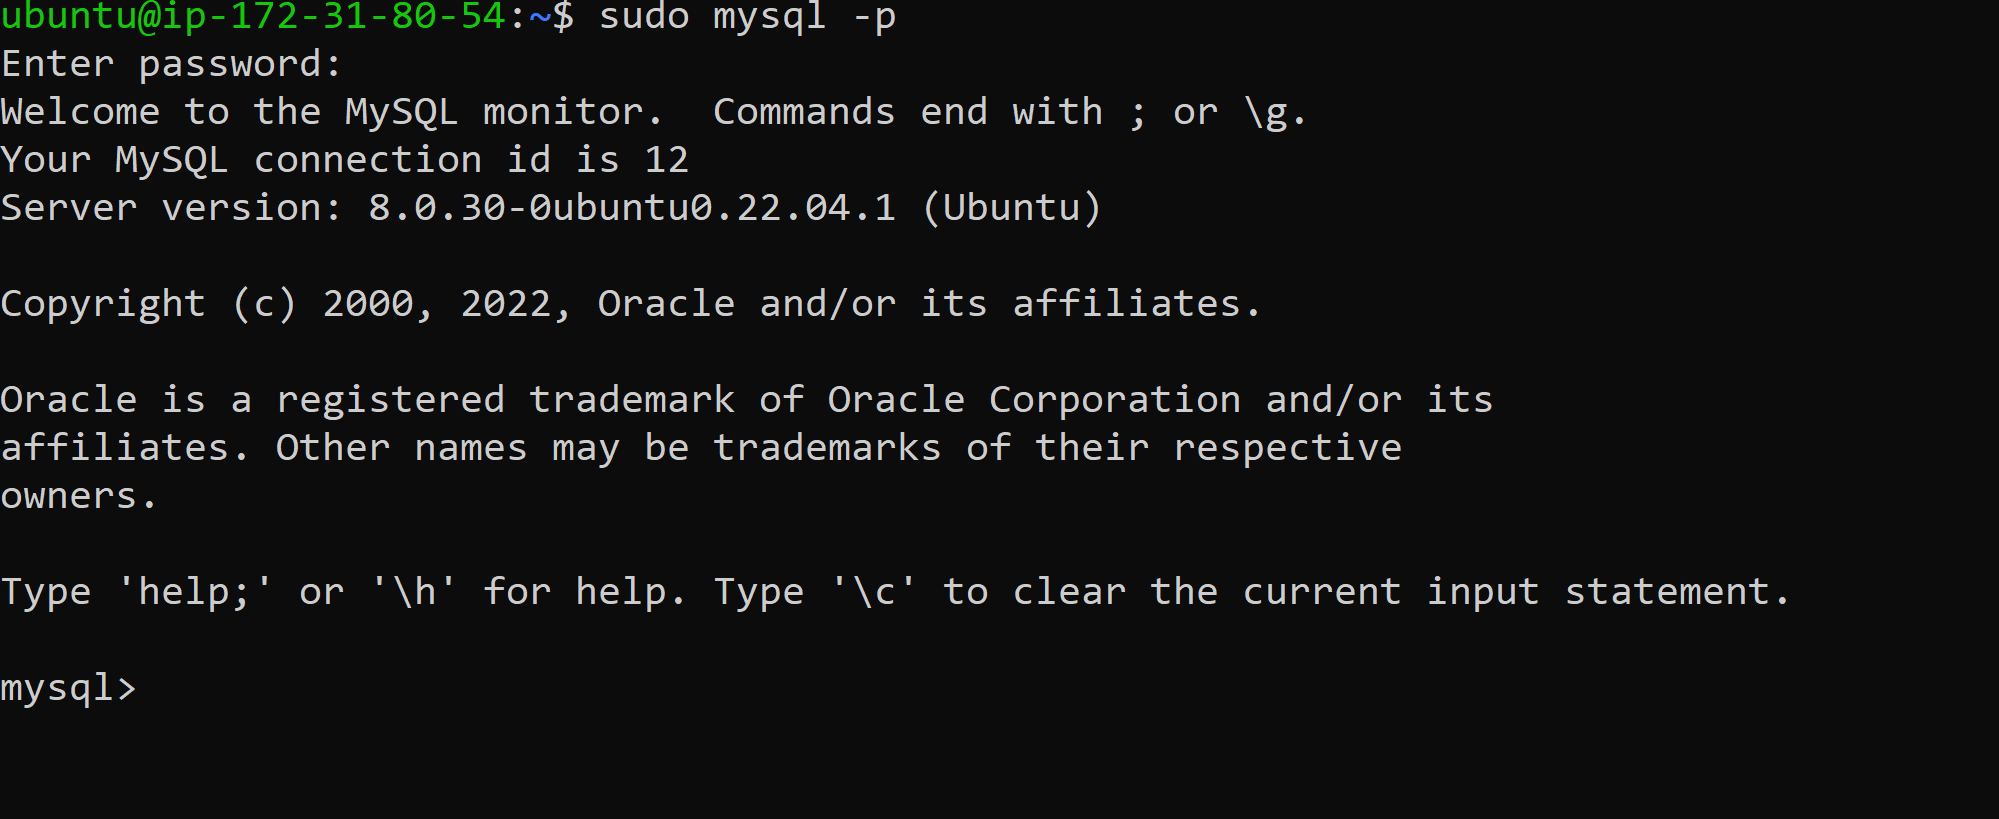 ubuntu@ip-172-31-80-54:~$ sudo mysql -p
Enter password:
Welcome to the MySQL monitor.  Commands end with ; or \g.
Your MySQL connection id is 12
Server version: 8.0.30-0ubuntu0.22.04.1 (Ubuntu)
Copyright (c) 2000, 2022, Oracle and/or its affiliates.
Oracle is a registered trademark of Oracle Corporation and/or its
affiliates. Other names may be trademarks of their respective
owners.
Type 'help;' or '\h' for help. Type '\c' to clear the current input statement.
mysql>